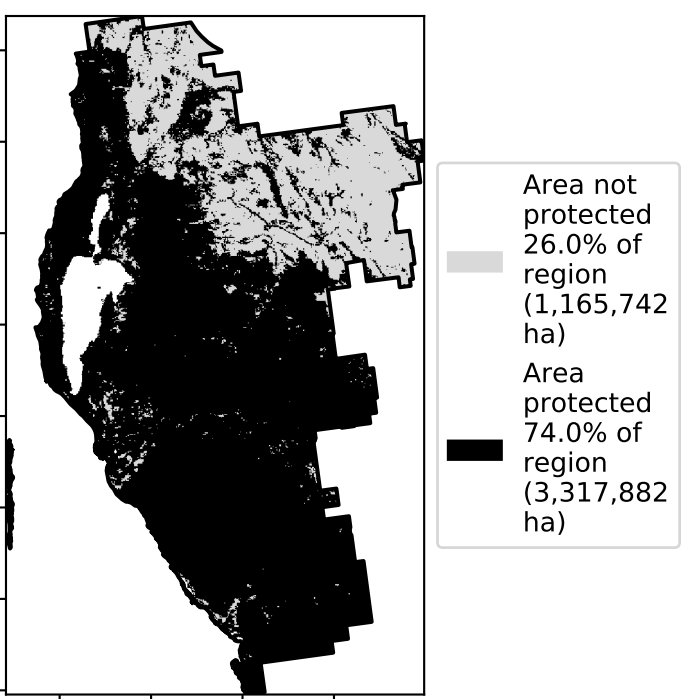 Area not
protected
26.0% of
region
(1,165,742
ha)
Area
protected
74.0% of
region
(3,317,882
ha)